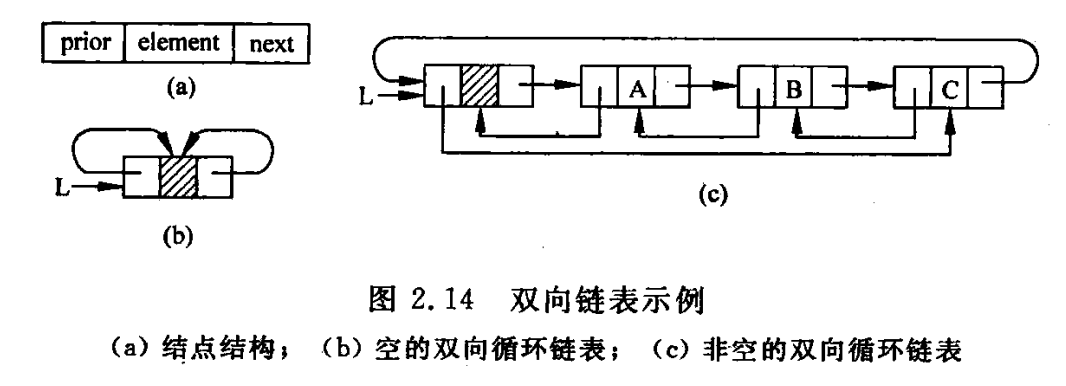 prior element next
(a)
L
(b)
L A B C
(c)
图 2.14 双向链表示例
(a) 结点结构； (b) 空的双向循环链表； (c) 非空的双向循环链表